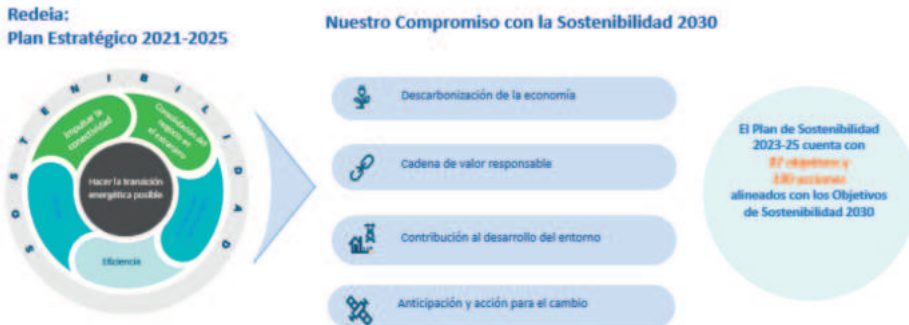 Redeia:
Plan Estratégico 2021-2025
Nuestro Compromiso con la Sostenibilidad 2030
SOSTENIBILIDAD
Impulsar la
conectividad
Consolidación del
negocio en
el extranjero
Hacer la transición
energética posible
Eficiencia
Descarbonización de la economía
Cadena de valor responsable
Contribución al desarrollo del entorno
Anticipación y acción para el cambio
El Plan de Sostenibilidad
2023-25 cuenta con
objetivos y
acciones
alineados con los Objetivos
de Sostenibilidad 2030